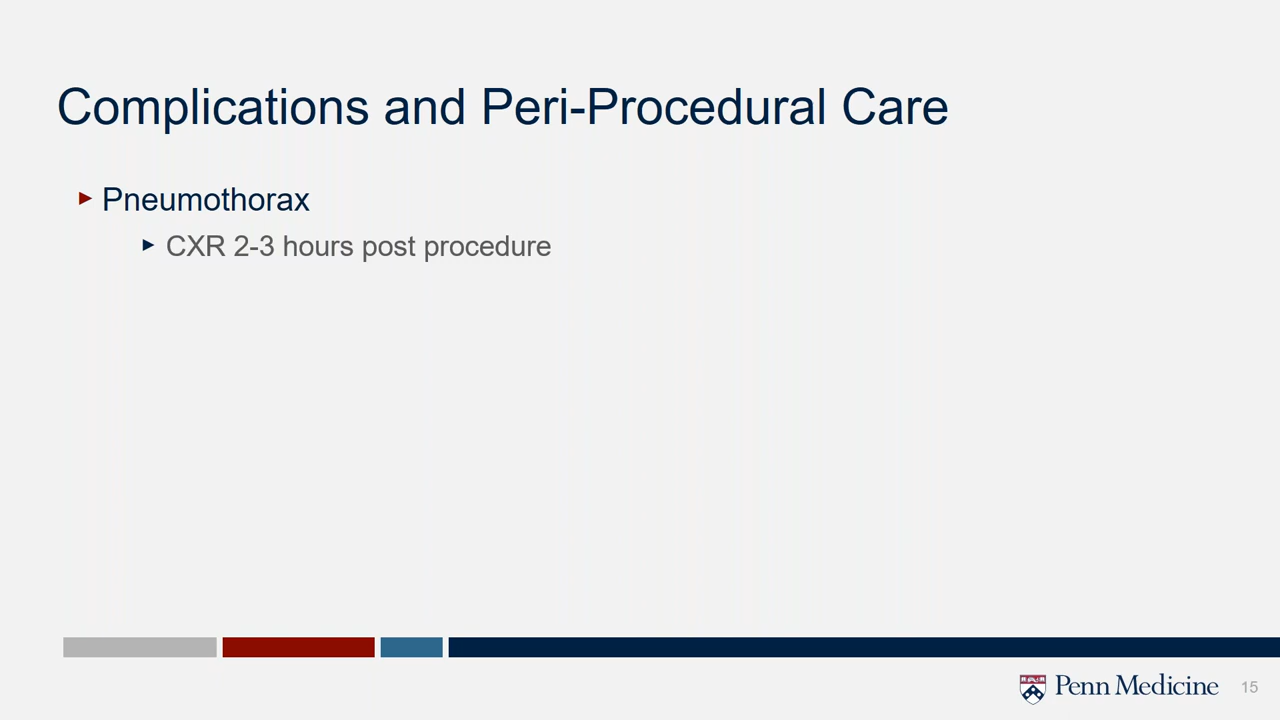 Complications and Peri-Procedural Care
Pneumothorax
CXR 2-3 hours post procedure
Penn Medicine
15